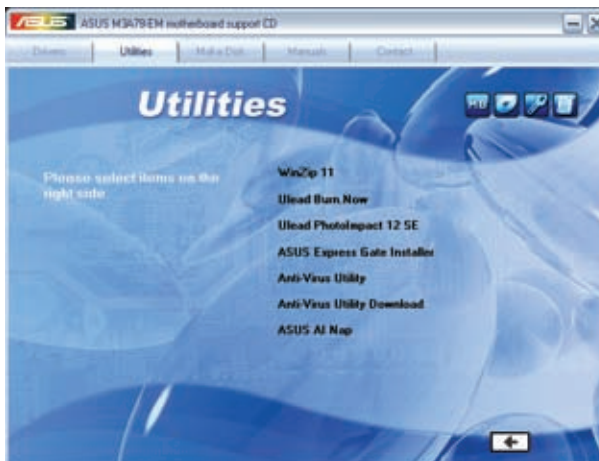 ASUS ASUS M3A79-EM motherboard support CD
Drivers Utilities Make Disk Manuals Contact
Utilities
Please select items on the
right side
WinZip 11
Ulead Burn Now
Ulead PhotoImpact 12 SE
ASUS Express Gate Installer
Anti-Virus Utility
Anti-Virus Utility Download
ASUS AI Nap